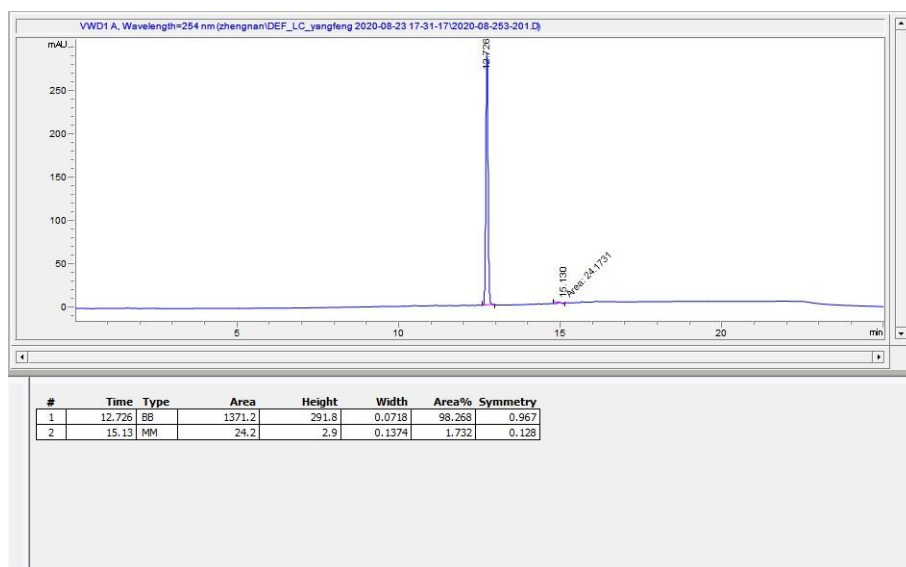 VWD1 A, Wavelength=254 nm (zhengnan\DEF_LC_yangfeng 2020-08-23 17-31-17\2020-08-253-201.D)
mAU
12.726
250
200
150
100
50
0
15.130
Area: 24.1731
5 10 15 20 min
# Time Type Area Height Width Area% Symmetry
1 12.726 BB 1371.2 291.8 0.0718 98.268 0.967
2 15.13 MM 24.2 2.9 0.1374 1.732 0.128